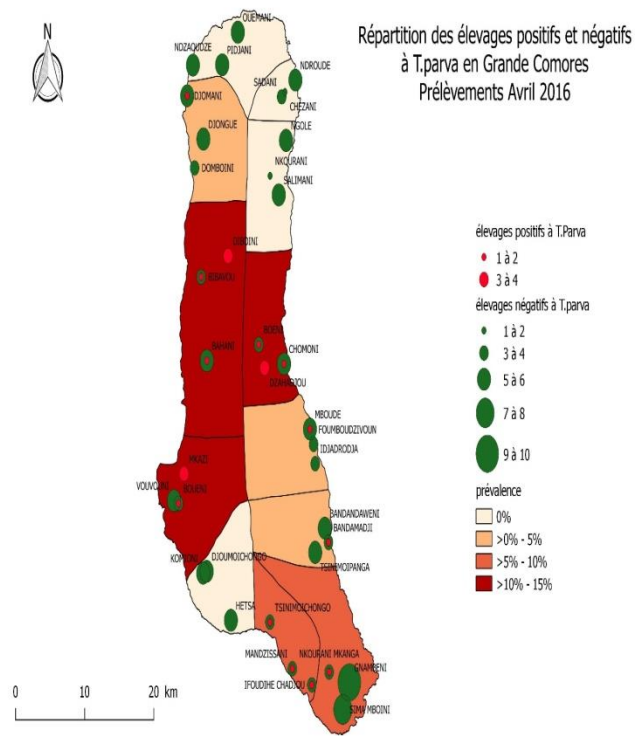 Répartition des élevages positifs et négatifs
à T.parva en Grande Comores
Prélèvements Avril 2016
N
OUEMANI
NDZAOUDZE
PIDJANI
NDROUDE
SADANI
DJOMANI
CHEZANI
DJONGUE
NGOLE
DOMBOINI
NKOURANI
SALIMANI
DIBOINI
BIBAVOU
BAHANI
BOENI
CHOMONI
DZAHADJOU
MBOUDE
FOUMBOUDZIVOUN
IDJADRODJA
MKAZI
VOUVOUNI
BOUENI
BANDANDAWENI
BANDAMADJI
TSINIMOIPANGA
DJOUMOICHONGO
HETSA
TSINIMOICHONGO
MANDZISSANI
NKOURANI MKANGA
GNAMBENI
IFOUDIHE CHADJOU
SIMA MBOINI
élevages positifs à T.Parva
1 à 2
3 à 4
élevages négatifs à T.parva
1 à 2
3 à 4
5 à 6
7 à 8
9 à 10
prévalence
0%
>0% - 5%
>5% - 10%
>10% - 15%
0 10 20 km